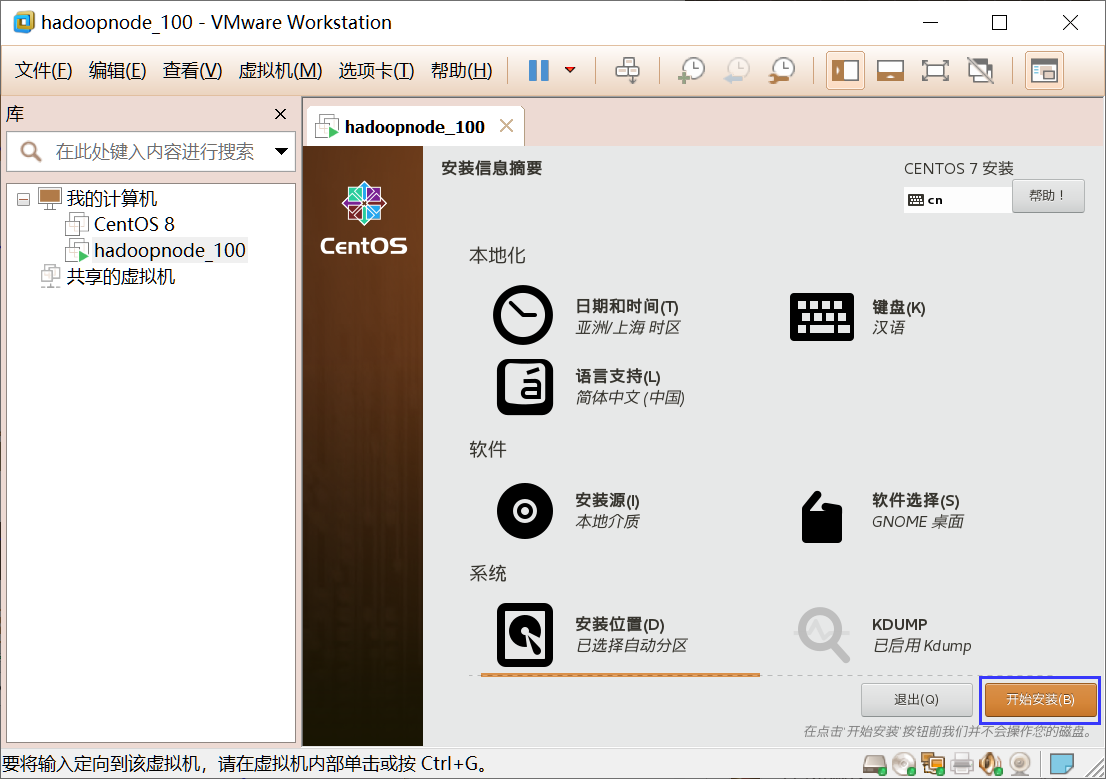 hadoopnode_100 - VMware Workstation
文件(F) 编辑(E) 查看(V) 虚拟机(M) 选项卡(T) 帮助(H)
库
在此处键入内容进行搜索
我的计算机
CentOS 8
hadoopnode_100
共享的虚拟机
hadoopnode_100
CentOS
安装信息摘要
CENTOS 7 安装
cn
帮助！
本地化
日期和时间(T)
亚洲/上海 时区
键盘(K)
汉语
语言支持(L)
简体中文 (中国)
软件
安装源(I)
本地介质
软件选择(S)
GNOME 桌面
系统
安装位置(D)
已选择自动分区
KDUMP
已启用 Kdump
退出(Q)
开始安装(B)
在点击'开始安装'按钮前我们并不会操作您的磁盘。
要将输入定向到该虚拟机，请在虚拟机内部单击或按 Ctrl+G。